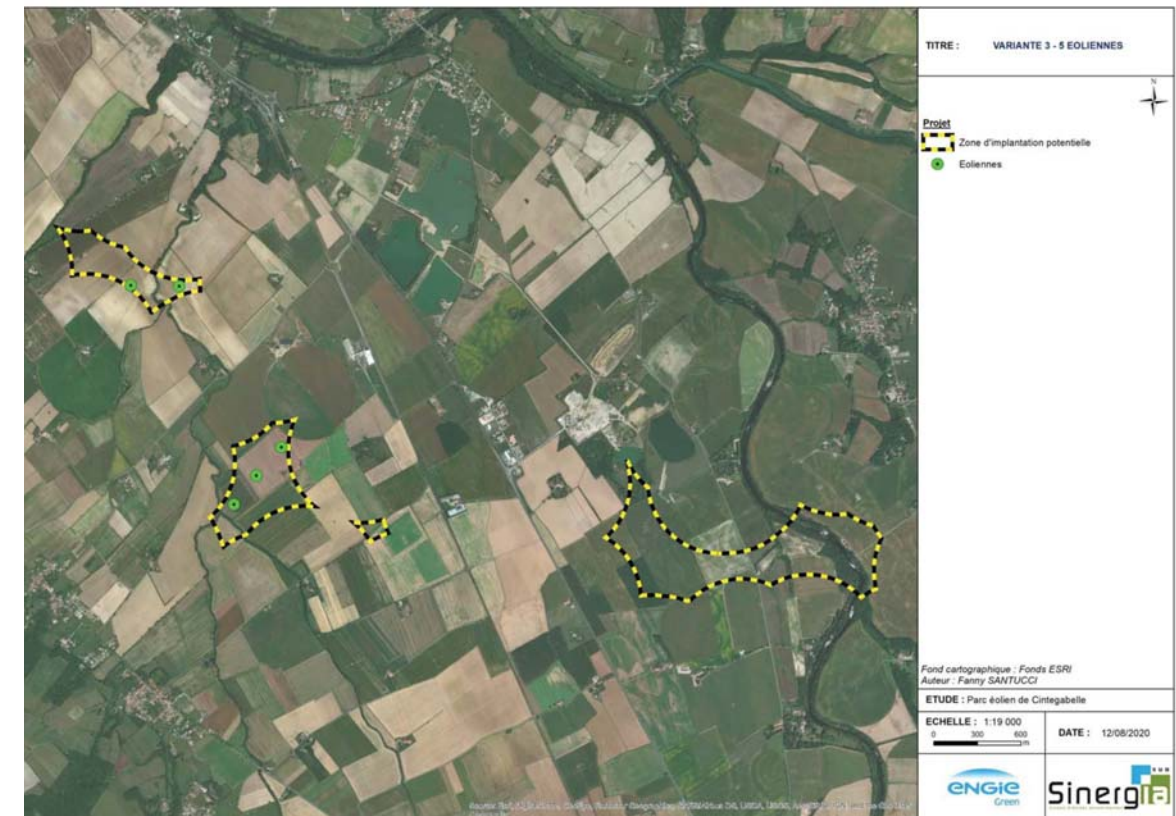 TITRE : VARIANTE 3 - 5 EOLIENNES
N
Projet
Zone d'implantation potentielle
Eoliennes
Fond cartographique : Fonds ESRI
Auteur : Fanny SANTUCCI
ETUDE : Parc éolien de Cintegabelle
ECHELLE : 1:19 000
0 300 600
m
DATE : 12/08/2020
ENGIE
Green
SUD
Sinergia